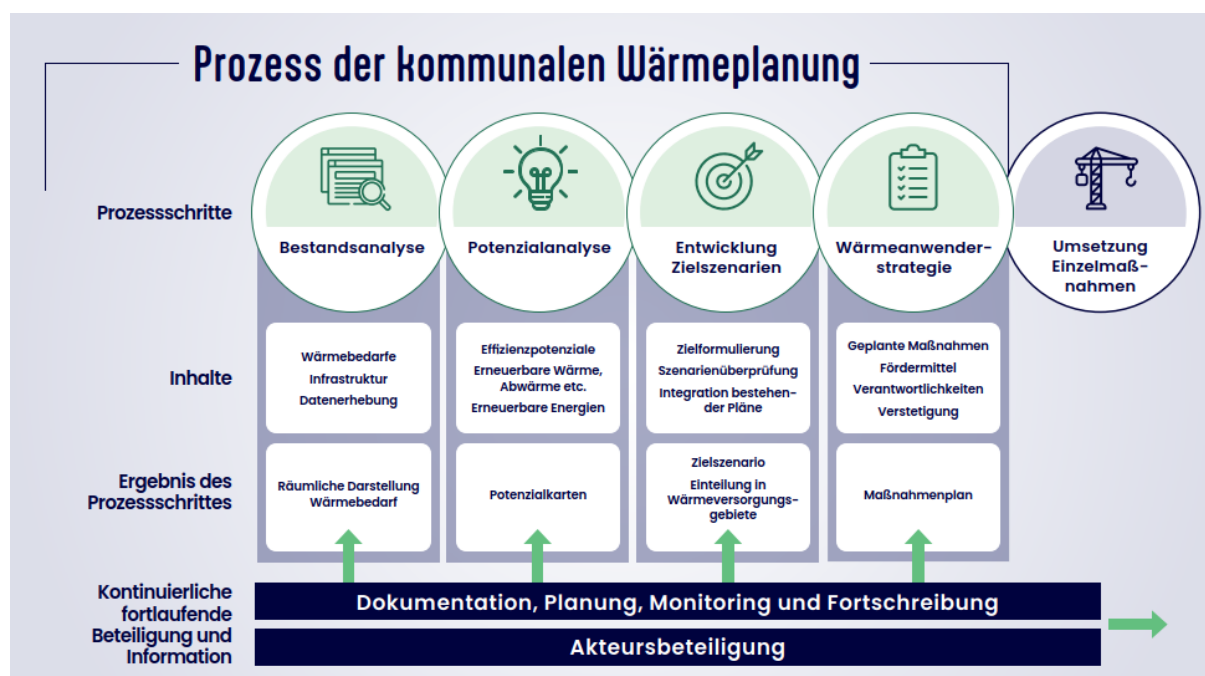 Prozess der kommunalen Wärmeplanung
Prozessschritte
Bestandsanalyse
Potenzialanalyse
Entwicklung
Zielszenarien
Wärmeanwender-
strategie
Umsetzung
Einzelmaß-
nahmen
Inhalte
Wärmebedarfe
Infrastruktur
Datenerhebung
Effizienzpotenziale
Erneuerbare Wärme,
Abwärme etc.
Erneuerbare Energien
Zielformulierung
Szenarienüberprüfung
Integration bestehen-
der Pläne
Geplante Maßnahmen
Fördermittel
Verantwortlichkeiten
Verstetigung
Ergebnis des
Prozessschrittes
Räumliche Darstellung
Wärmebedarf
Potenzialkarten
Zielszenario
Einteilung in
Wärmeversorgungs-
gebiete
Maßnahmenplan
Kontinuierliche
fortlaufende
Beteiligung und
Information
Dokumentation, Planung, Monitoring und Fortschreibung
Akteursbeteiligung